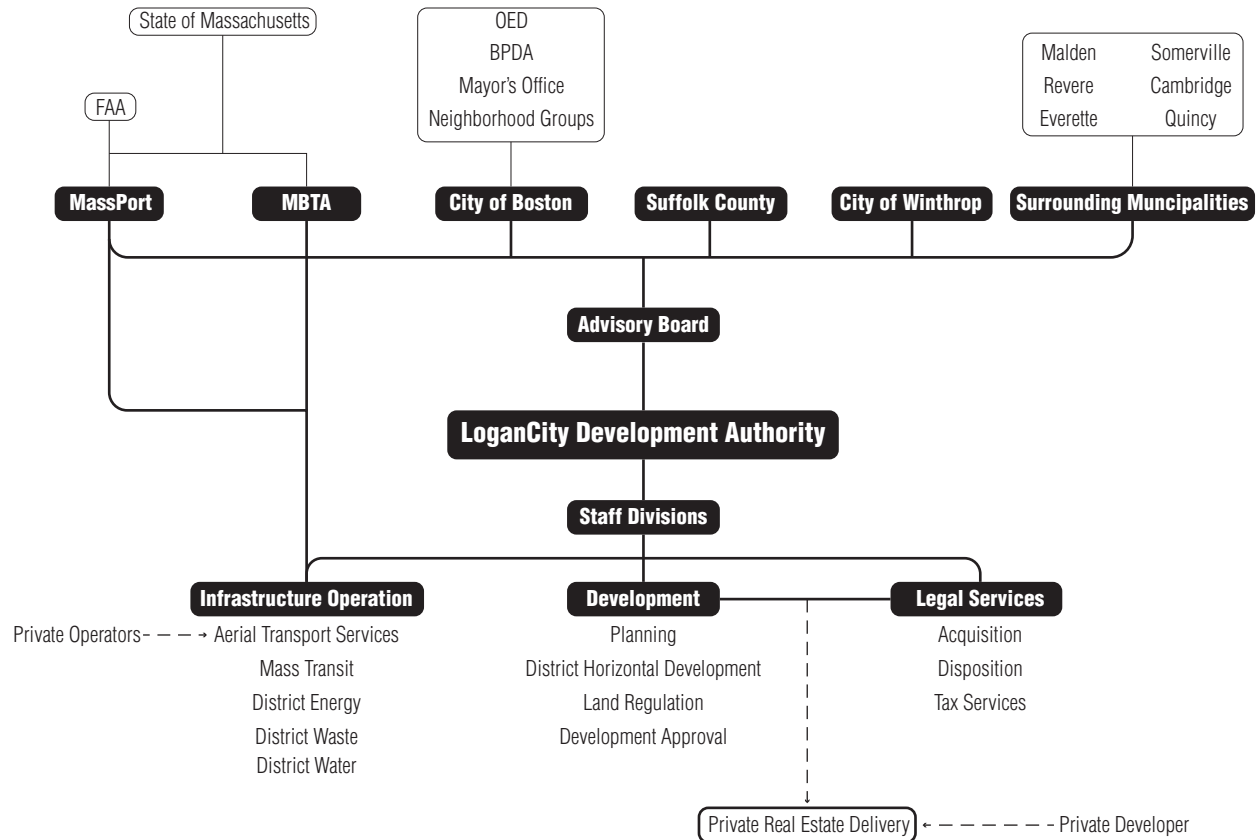 State of Massachusetts
OED
BPDA
Mayor's Office
Neighborhood Groups
Malden Somerville
Revere Cambridge
Everette Quincy
FAA
MassPort
MBTA
City of Boston
Suffolk County
City of Winthrop
Surrounding Muncipalities
Advisory Board
LoganCity Development Authority
Staff Divisions
Infrastructure Operation
Development
Legal Services
Private Operators
Aerial Transport Services
Mass Transit
District Energy
District Waste
District Water
Planning
District Horizontal Development
Land Regulation
Development Approval
Acquisition
Disposition
Tax Services
Private Real Estate Delivery
Private Developer